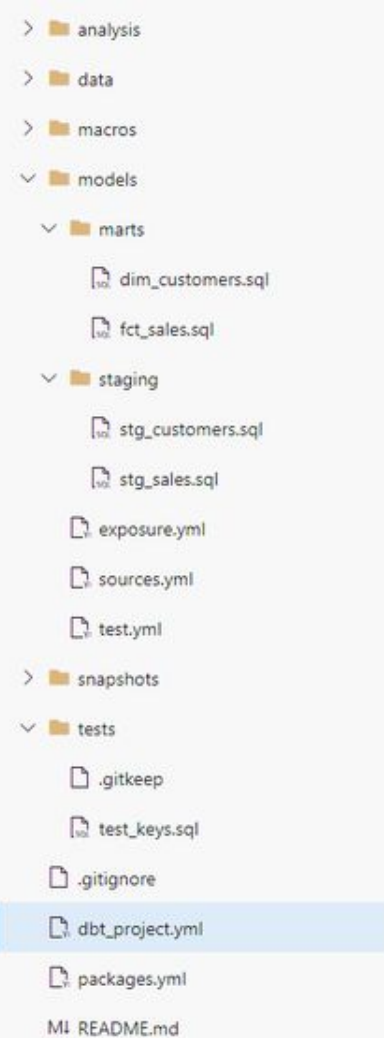 analysis
data
macros
models
marts
dim_customers.sql
fct_sales.sql
staging
stg_customers.sql
stg_sales.sql
exposure.yml
sources.yml
test.yml
snapshots
tests
.gitkeep
test_keys.sql
.gitignore
dbt_project.yml
packages.yml
M↓ README.md